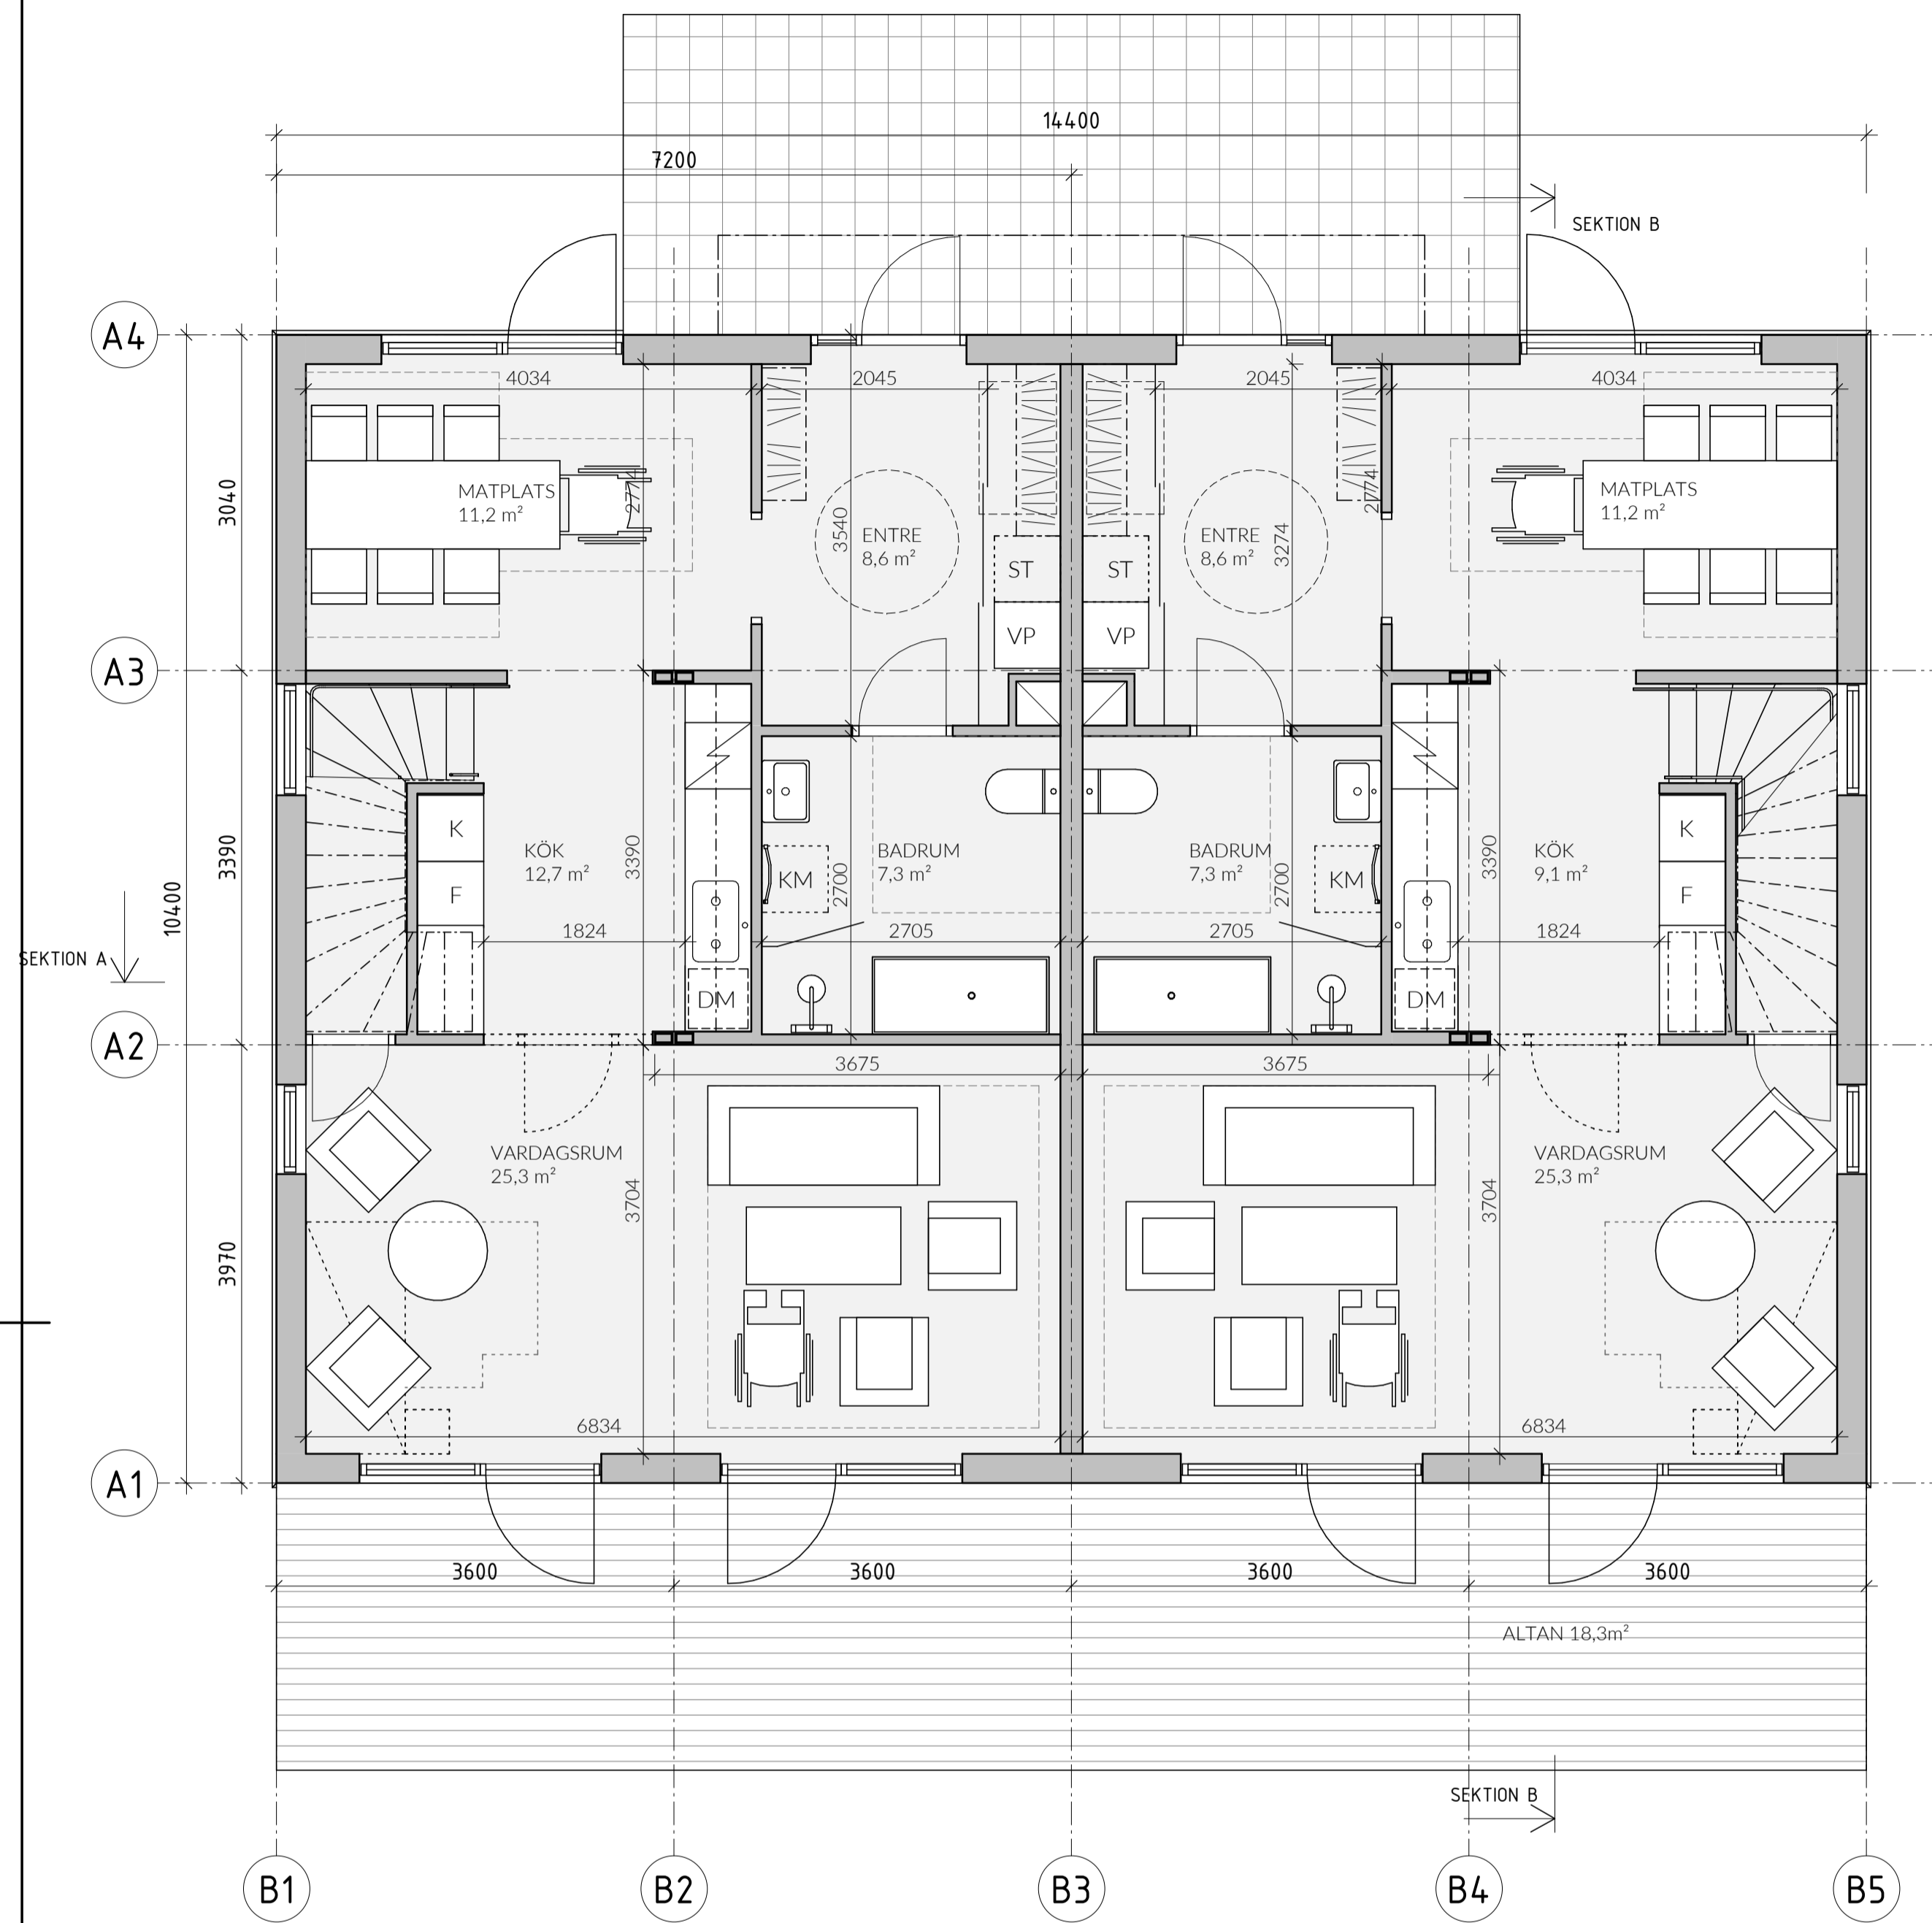 14400
7200
SEKTION B
A4
4034
2045
2045
4034
3040
MATPLATS
11,2 m²
2774
3540
ENTRE
8,6 m²
ST
VP
ST
VP
ENTRE
8,6 m²
3274
2774
MATPLATS
11,2 m²
A3
3390
10400
K
F
KÖK
12,7 m²
3390
1824
DM
KM
2700
BADRUM
7,3 m²
2705
BADRUM
7,3 m²
2700
2705
KM
DM
3390
KÖK
9,1 m²
1824
K
F
SEKTION A
A2
3675
3675
3970
VARDAGSRUM
25,3 m²
3704
3704
VARDAGSRUM
25,3 m²
6834
6834
A1
3600
3600
3600
3600
ALTAN 18,3m²
SEKTION B
B1
B2
B3
B4
B5